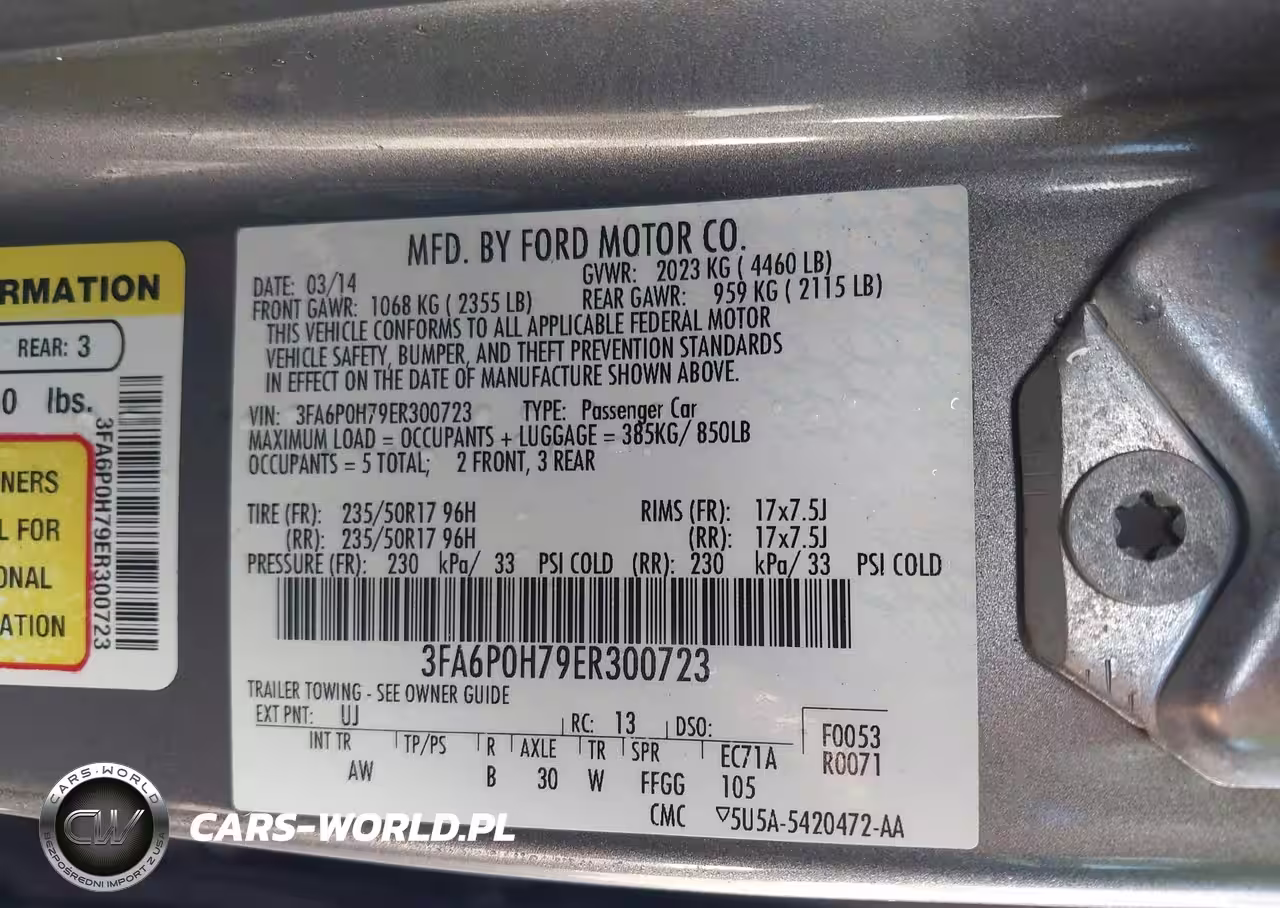 RMATION
REAR: 3
0 lbs.
3FA6P0H79ER300723
NERS
L FOR
ONAL
ATION
MFD. BY FORD MOTOR CO.
DATE: 03/14 GVWR: 2023 KG ( 4460 LB)
FRONT GAWR: 1068 KG ( 2355 LB) REAR GAWR: 959 KG ( 2115 LB)
THIS VEHICLE CONFORMS TO ALL APPLICABLE FEDERAL MOTOR
VEHICLE SAFETY, BUMPER, AND THEFT PREVENTION STANDARDS
IN EFFECT ON THE DATE OF MANUFACTURE SHOWN ABOVE.
VIN: 3FA6P0H79ER300723 TYPE: Passenger Car
MAXIMUM LOAD = OCCUPANTS + LUGGAGE = 385KG/ 850LB
OCCUPANTS = 5 TOTAL; 2 FRONT, 3 REAR
TIRE (FR): 235/50R17 96H RIMS (FR): 17x7.5J
(RR): 235/50R17 96H (RR): 17x7.5J
PRESSURE (FR): 230 kPa/ 33 PSI COLD (RR): 230 kPa/ 33 PSI COLD
3FA6P0H79ER300723
TRAILER TOWING - SEE OWNER GUIDE
EXT PNT: UJ RC: 13 DSO: F0053
INT TR TP/PS R AXLE TR SPR EC71A R0071
AW B 30 W FFGG 105
CMC ▽5U5A-5420472-AA
CARS-WORLD
CW
BEZPOŚREDNI IMPORT Z USA
CARS-WORLD.PL